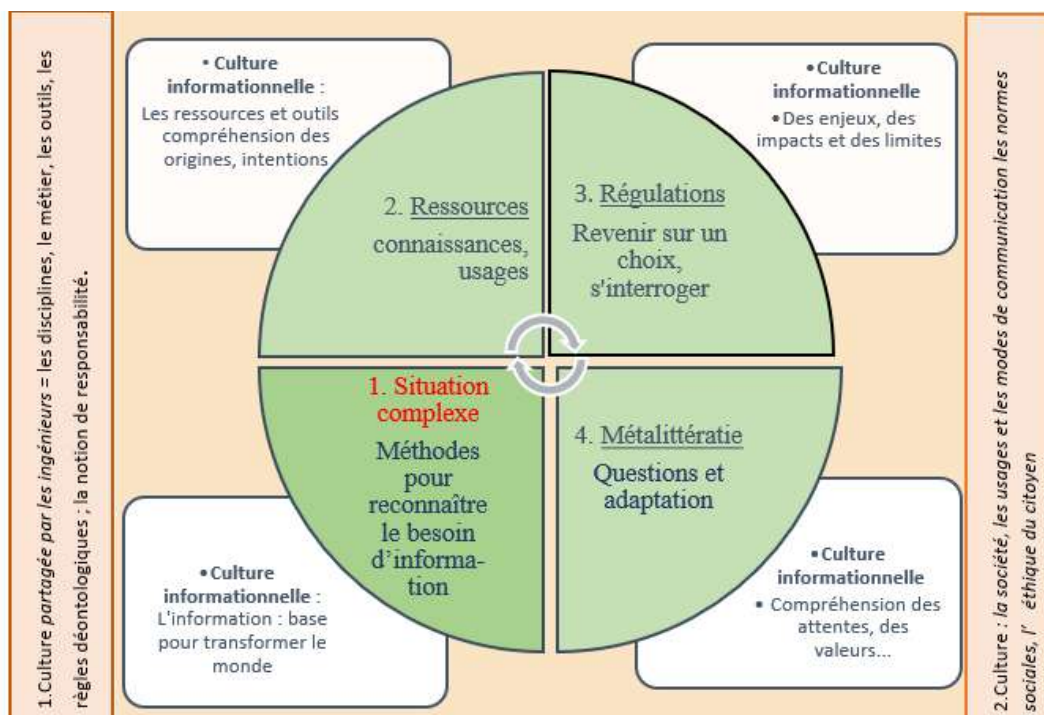 1.Culture partagée par les ingénieurs = les disciplines, le métier, les outils, les
règles déontologiques ; la notion de responsabilité.
• Culture
informationnelle :
Les ressources et outils
compréhension des
origines, intentions
2. Ressources
connaissances,
usages
• Culture
informationnelle
• Des enjeux, des
impacts et des limites
3. Régulations
Revenir sur un
choix,
s'interroger
1. Situation
complexe
Méthodes
pour
reconnaître
le besoin
d'informa-
tion
• Culture
informationnelle :
L'information : base
pour transformer le
monde
4. Métalittératie
Questions et
adaptation
• Culture
informationnelle
• Compréhension des
attentes, des
valeurs...
2.Culture : la société, les usages et les modes de communication les normes
sociales, l' éthique du citoyen